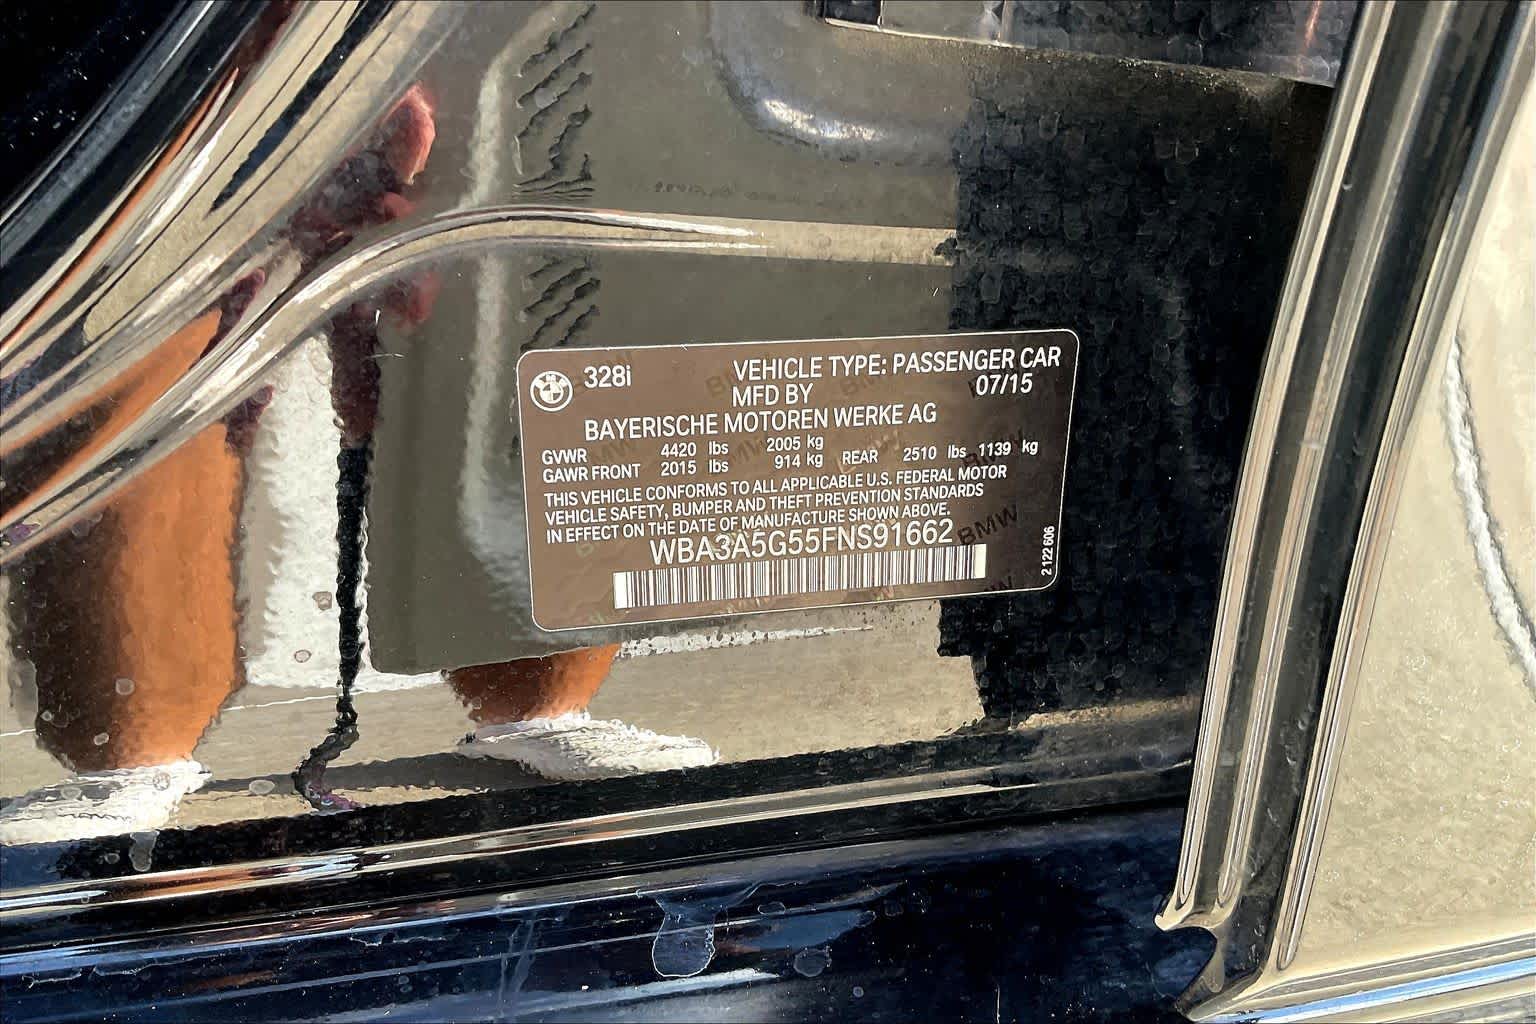 328i VEHICLE TYPE: PASSENGER CAR
MFD BY 07/15
BAYERISCHE MOTOREN WERKE AG
GVWR 4420 lbs 2005 kg
GAWR FRONT 2015 lbs 914 kg REAR 2510 lbs 1139 kg
THIS VEHICLE CONFORMS TO ALL APPLICABLE U.S. FEDERAL MOTOR
VEHICLE SAFETY, BUMPER AND THEFT PREVENTION STANDARDS
IN EFFECT ON THE DATE OF MANUFACTURE SHOWN ABOVE.
WBA3A5G55FNS91662
2 122 606
BMW